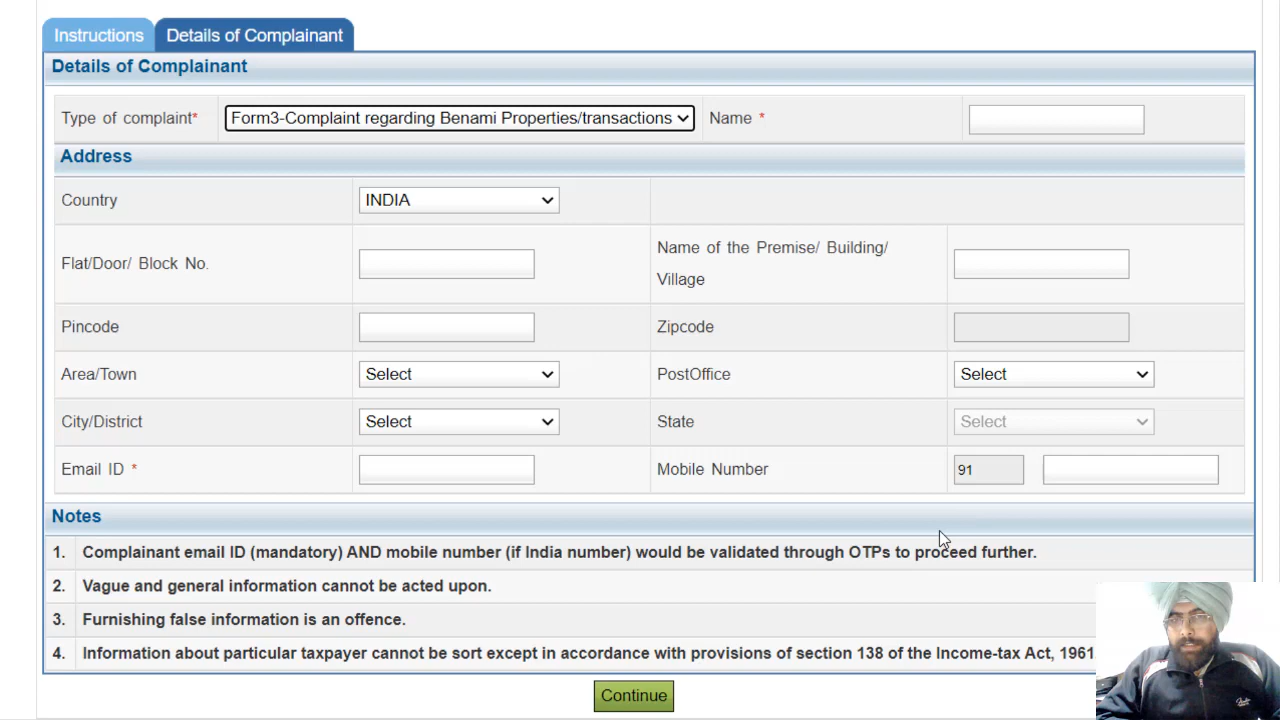 Instructions
Details of Complainant
Details of Complainant
Type of complaint*
Form3-Complaint regarding Benami Properties/transactions
Name *
Address
Country
INDIA
Flat/Door/ Block No.
Name of the Premise/ Building/
Village
Pincode
Zipcode
Area/Town
Select
PostOffice
Select
City/District
Select
State
Select
Email ID *
Mobile Number
91
Notes
1. Complainant email ID (mandatory) AND mobile number (if India number) would be validated through OTPs to proceed further.
2. Vague and general information cannot be acted upon.
3. Furnishing false information is an offence.
4. Information about particular taxpayer cannot be sort except in accordance with provisions of section 138 of the Income-tax Act, 1961
Continue